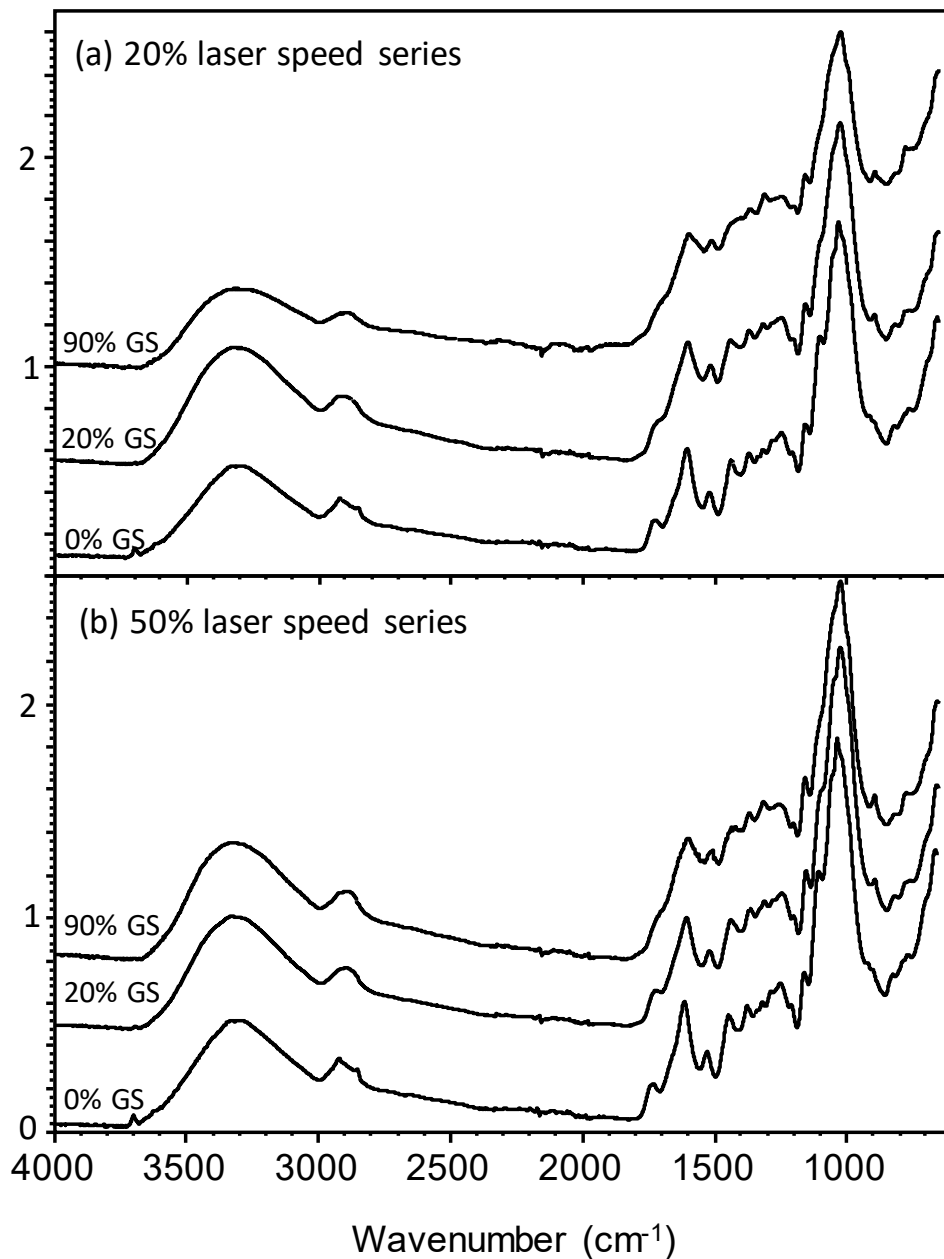 (a) 20% laser speed series
2
90% GS
1
20% GS
0% GS
(b) 50% laser speed series
2
1
90% GS
20% GS
0% GS
0
4000 3500 3000 2500 2000 1500 1000
Wavenumber (cm-1)